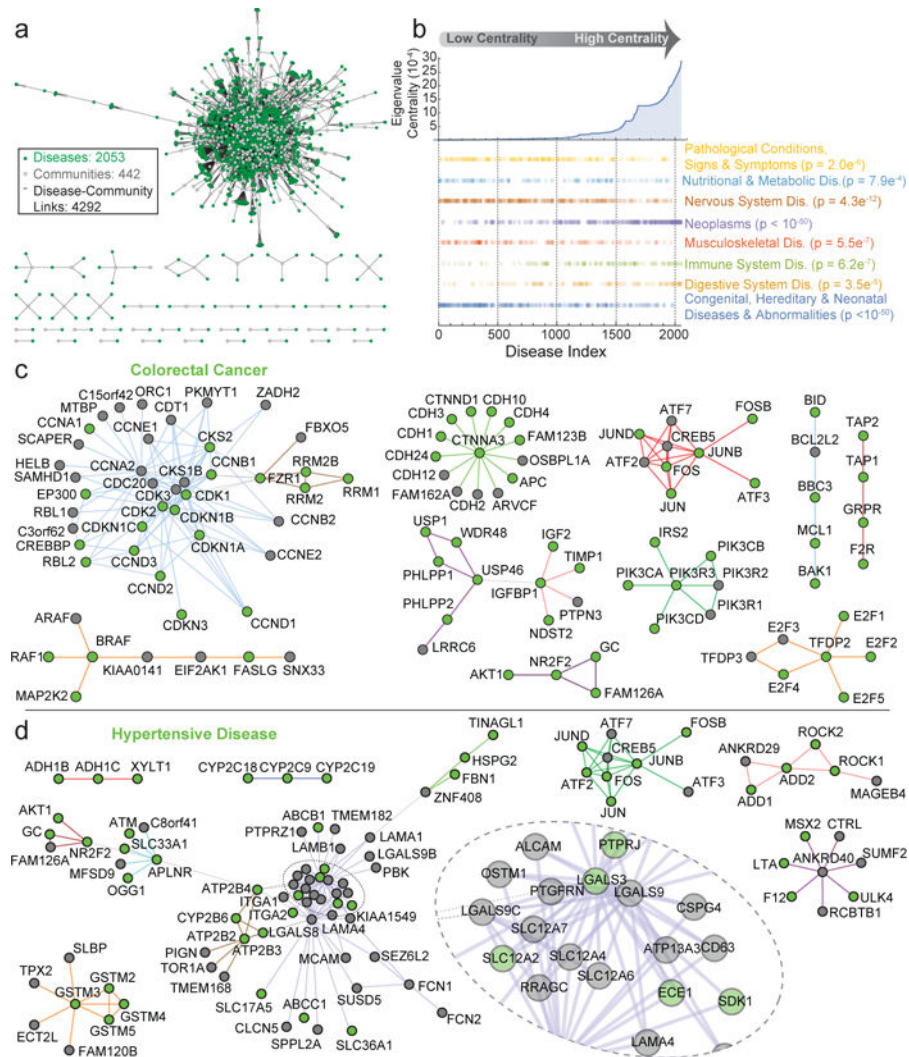 a
Diseases: 2053
Communities: 442
Disease-Community
Links: 4292
b
Low Centrality
High Centrality
Eigenvalue
Centrality (10⁻⁴)
30
25
20
15
10
5
Pathological Conditions,
Signs & Symptoms (p = 2.0e⁻⁶)
Nutritional & Metabolic Dis.(p = 7.9e⁻⁴)
Nervous System Dis. (p = 4.3e⁻¹²)
Neoplasms (p < 10⁻⁵⁰)
Musculoskeletal Dis. (p = 5.5e⁻⁷)
Immune System Dis. (p = 6.2e⁻⁷)
Digestive System Dis. (p = 3.5e⁻⁵)
Congenital, Hereditary & Neonatal
Diseases & Abnormalities (p <10⁻⁵⁰)
0 500 1000 1500 2000
Disease Index
c
Colorectal Cancer
C15orf42
ORC1
PKMYT1
ZADH2
MTBP
CDT1
CCNA1
CCNE1
CKS2
FBXO5
SCAPER
CCNA2
CKS1B
CCNB1
RRM2B
HELB
CDC20
FZR1
SAMHD1
CDK3
CDK1
RRM2
RRM1
EP300
CDK2
CDKN1B
RBL1
CDKN1C
CCNB2
C3orf62
CDKN1A
CREBBP
CCNE2
RBL2
CCND3
CCND2
CDKN3
CCND1
ARAF
BRAF
RAF1
KIAA0141
EIF2AK1
FASLG
SNX33
MAP2K2
CTNND1
CDH10
CDH3
CDH4
CTNNA3
CDH1
FAM123B
CDH24
OSBPL1A
CDH12
APC
FAM162A
ARVCF
CDH2
ATF7
FOSB
JUND
CREB5
JUNB
ATF2
FOS
JUN
ATF3
BID
BCL2L2
BBC3
MCL1
BAK1
TAP2
TAP1
GRPR
F2R
USP1
WDR48
IGF2
PHLPP1
USP46
TIMP1
IGFBP1
PHLPP2
PTPN3
LRRC6
NDST2
IRS2
PIK3CB
PIK3CA
PIK3R3
PIK3R2
PIK3R1
PIK3CD
GC
AKT1
NR2F2
FAM126A
E2F3
E2F1
TFDP2
TFDP3
E2F2
E2F4
E2F5
d
Hypertensive Disease
ADH1B
ADH1C
XYLT1
CYP2C18
CYP2C9
CYP2C19
TINAGL1
HSPG2
FBN1
ZNF408
ATF7
FOSB
JUND
CREB5
JUNB
ATF2
FOS
ATF3
JUN
ROCK2
ANKRD29
ADD2
ROCK1
ADD1
MAGEB4
AKT1
ATM
C8orf41
GC
SLC33A1
NR2F2
APLNR
FAM126A
MFSD9
OGG1
ABCB1
TMEM182
PTPRZ1
LAMB1
LAMA1
LGALS9B
PBK
ATP2B4
ITGA1
CYP2B6
ITGA2
KIAA1549
ATP2B2
LGALS8
LAMA4
PIGN
ATP2B3
TOR1A
MCAM
SEZ6L2
TMEM168
FCN1
SLC17A5
ABCC1
SUSD5
CLCN5
FCN2
SPPL2A
SLC36A1
SLBP
TPX2
GSTM2
GSTM3
GSTM4
GSTM5
ECT2L
FAM120B
ALCAM
PTPRJ
OSTM1
LGALS3
PTGFRN
LGALS9
LGALS9C
CSPG4
SLC12A7
ATP13A3
CD63
SLC12A2
SLC12A4
SLC12A6
RRAGC
ECE1
SDK1
LAMA4
MSX2
CTRL
LTA
ANKRD40
SUMF2
F12
ULK4
RCBTB1